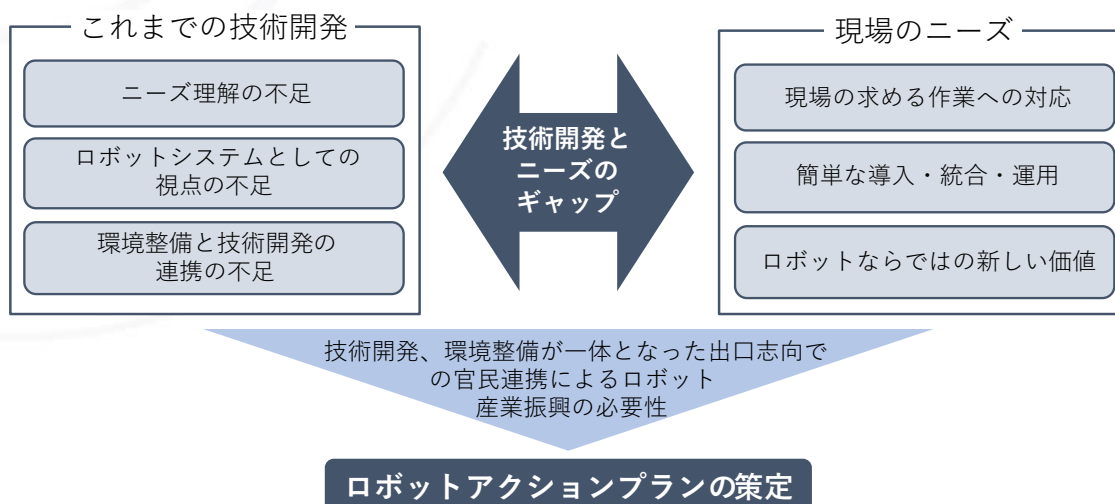 これまでの技術開発
ニーズ理解の不足
ロボットシステムとしての
視点の不足
環境整備と技術開発の
連携の不足
技術開発と
ニーズの
ギャップ
現場のニーズ
現場の求める作業への対応
簡単な導入・統合・運用
ロボットならではの新しい価値
技術開発、環境整備が一体となった出口志向で
の官民連携によるロボット
産業振興の必要性
ロボットアクションプランの策定